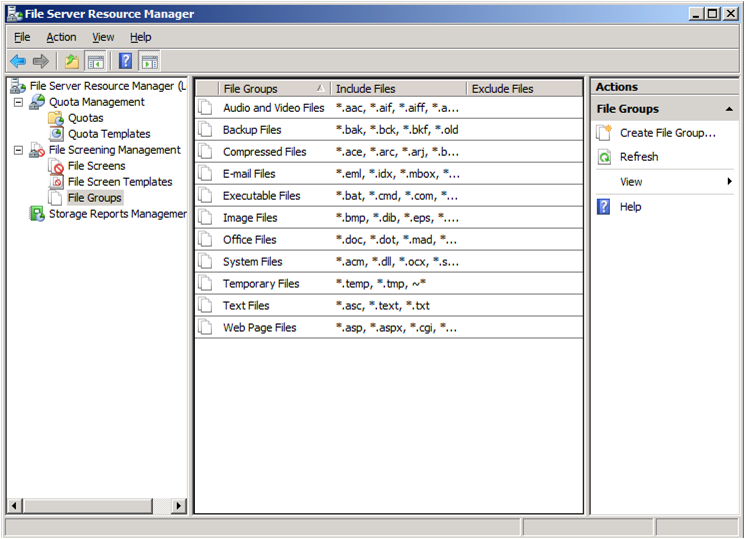 File Server Resource Manager
File Action View Help
File Server Resource Manager (L
Quota Management
Quotas
Quota Templates
File Screening Management
File Screens
File Screen Templates
File Groups
Storage Reports Managemer
File Groups Include Files Exclude Files
Audio and Video Files *.aac, *.aif, *.aiff, *.a...
Backup Files *.bak, *.bck, *.bkf, *.old
Compressed Files *.ace, *.arc, *.arj, *.b...
E-mail Files *.eml, *.idx, *.mbox, *...
Executable Files *.bat, *.cmd, *.com, *...
Image Files *.bmp, *.dib, *.eps, *....
Office Files *.doc, *.dot, *.mad, *...
System Files *.acm, *.dll, *.ocx, *.s...
Temporary Files *.temp, *.tmp, ~*
Text Files *.asc, *.text, *.txt
Web Page Files *.asp, *.aspx, *.cgi, *...
Actions
File Groups
Create File Group...
Refresh
View
Help